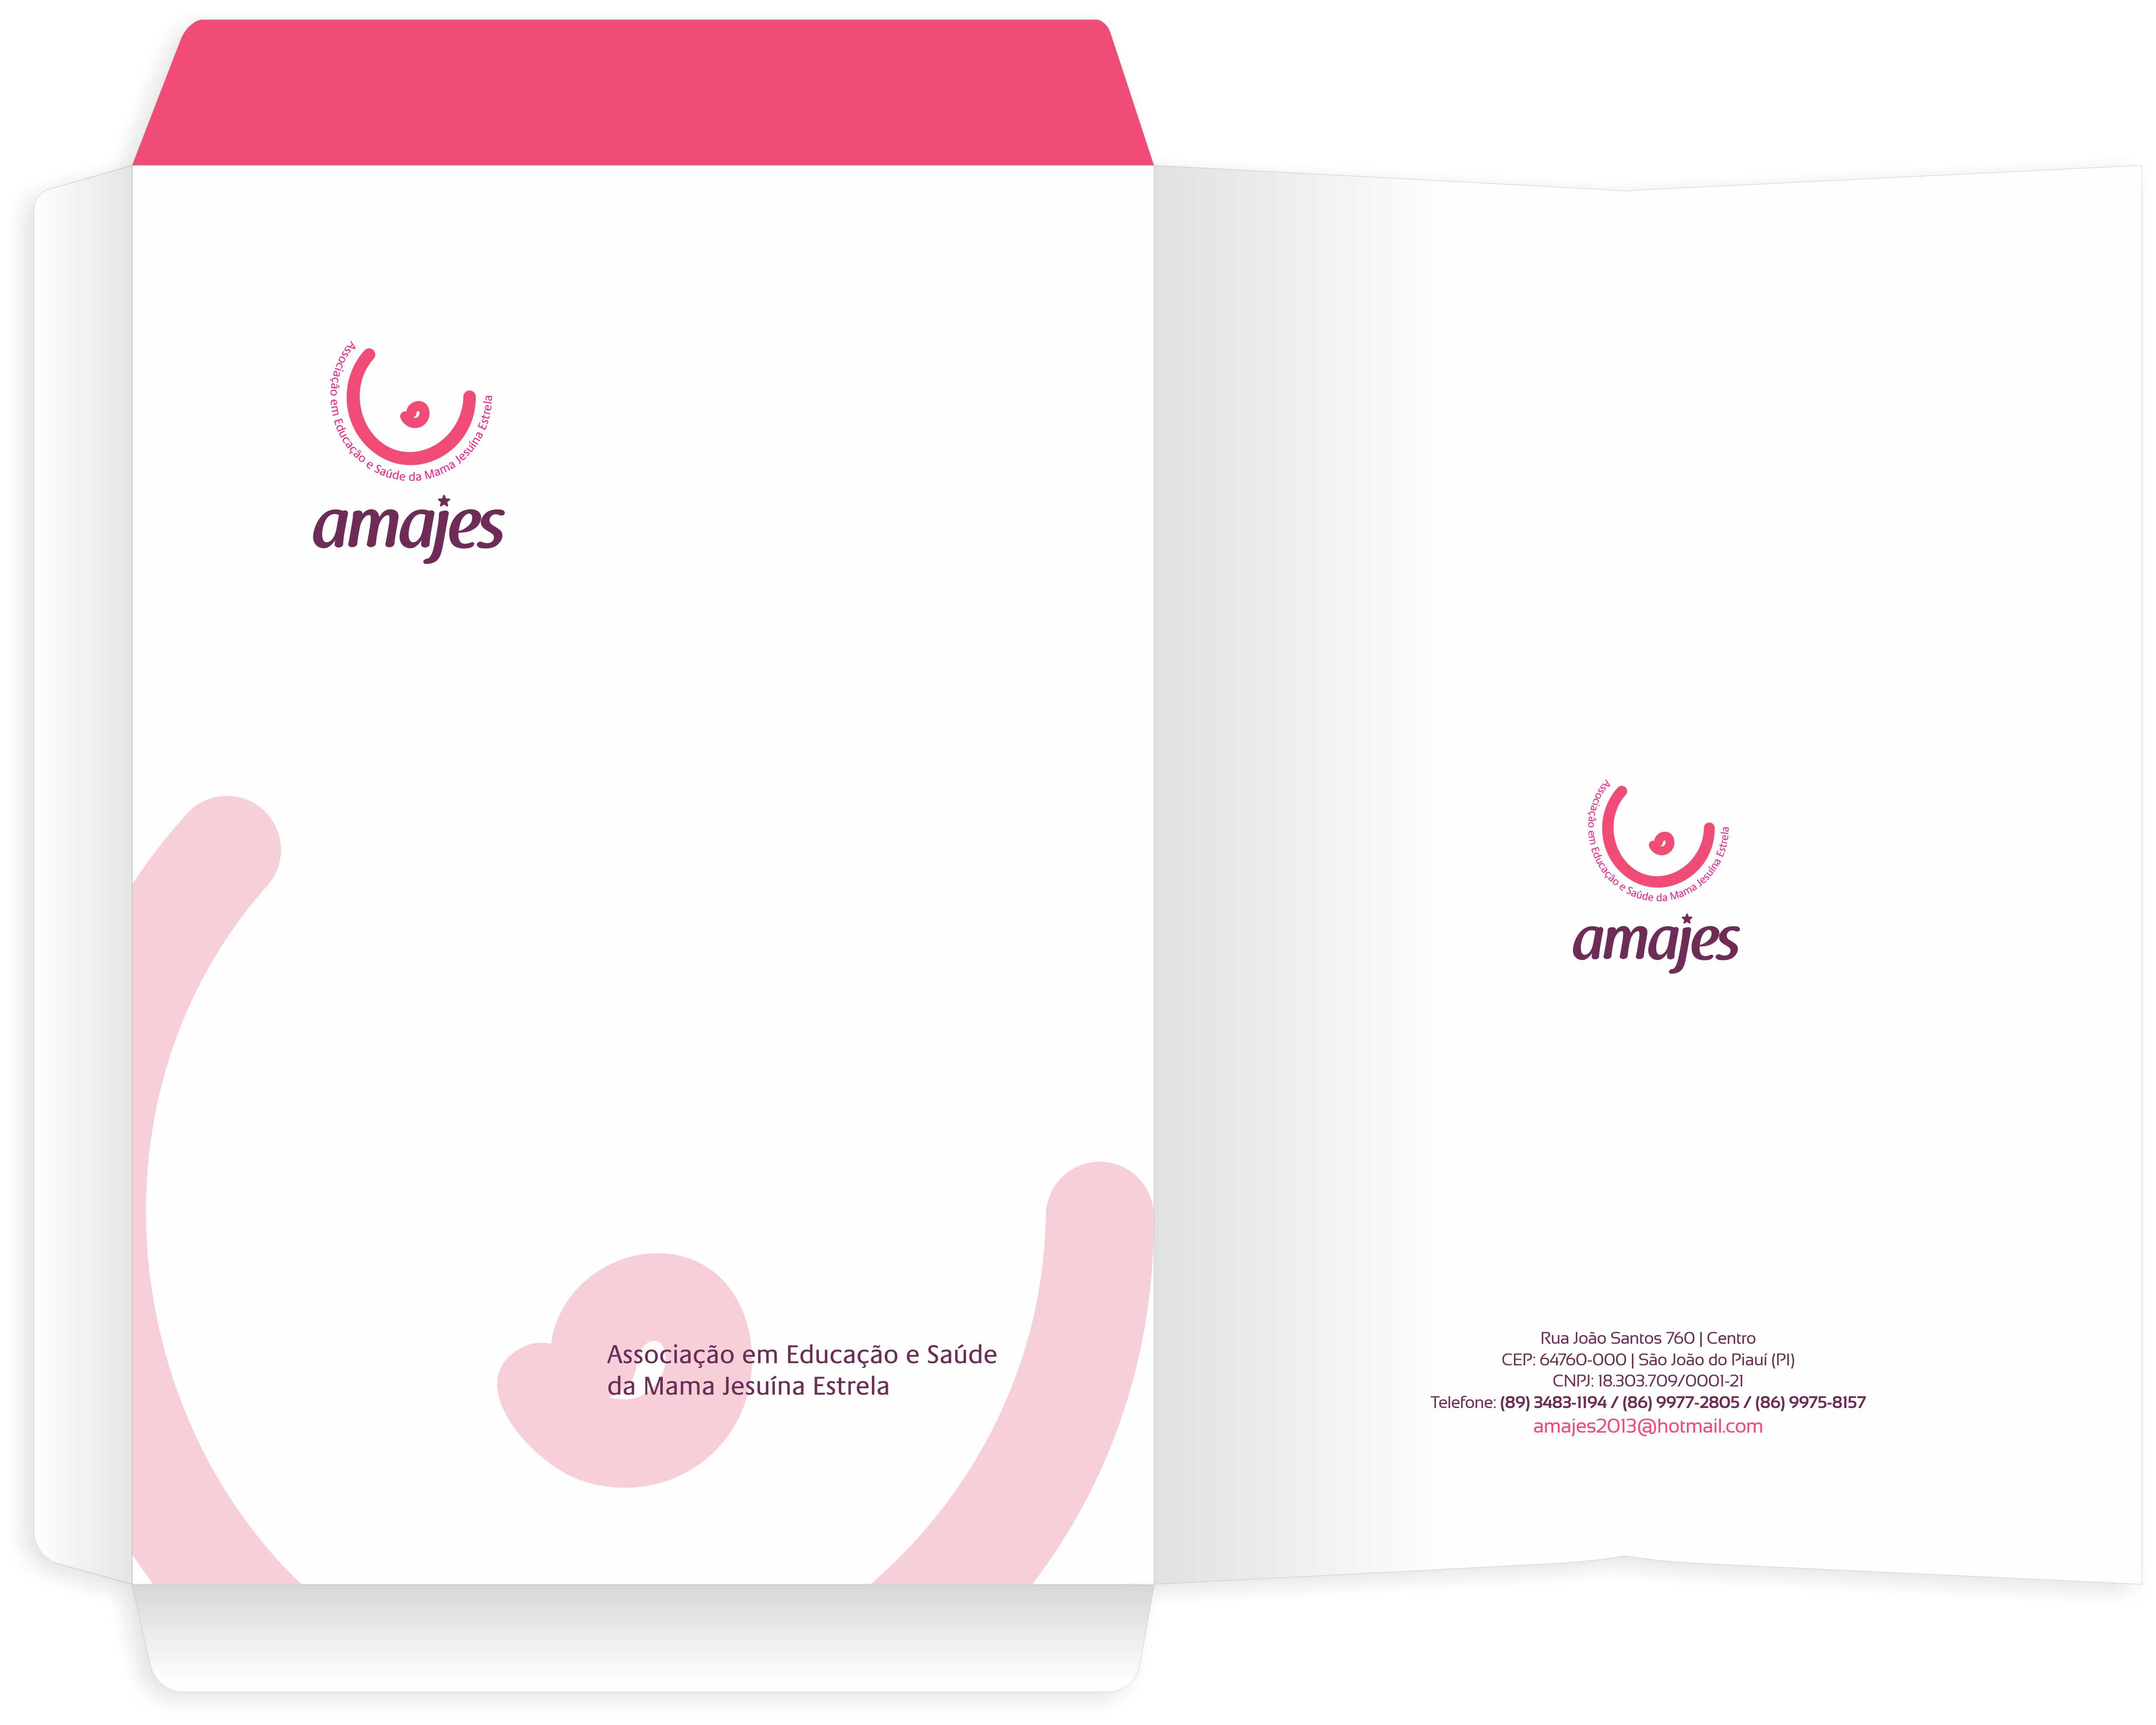 Associação em Educação e Saúde da Mama Jesuína Estrela
amajes
Associação em Educação e Saúde
da Mama Jesuína Estrela
Associação em Educação e Saúde da Mama Jesuína Estrela
amajes
Rua João Santos 760 | Centro
CEP: 64760-000 | São João do Piauí (PI)
CNPJ: 18.303.709/0001-21
Telefone: (89) 3483-1194 / (86) 9977-2805 / (86) 9975-8157
amajes2013@hotmail.com